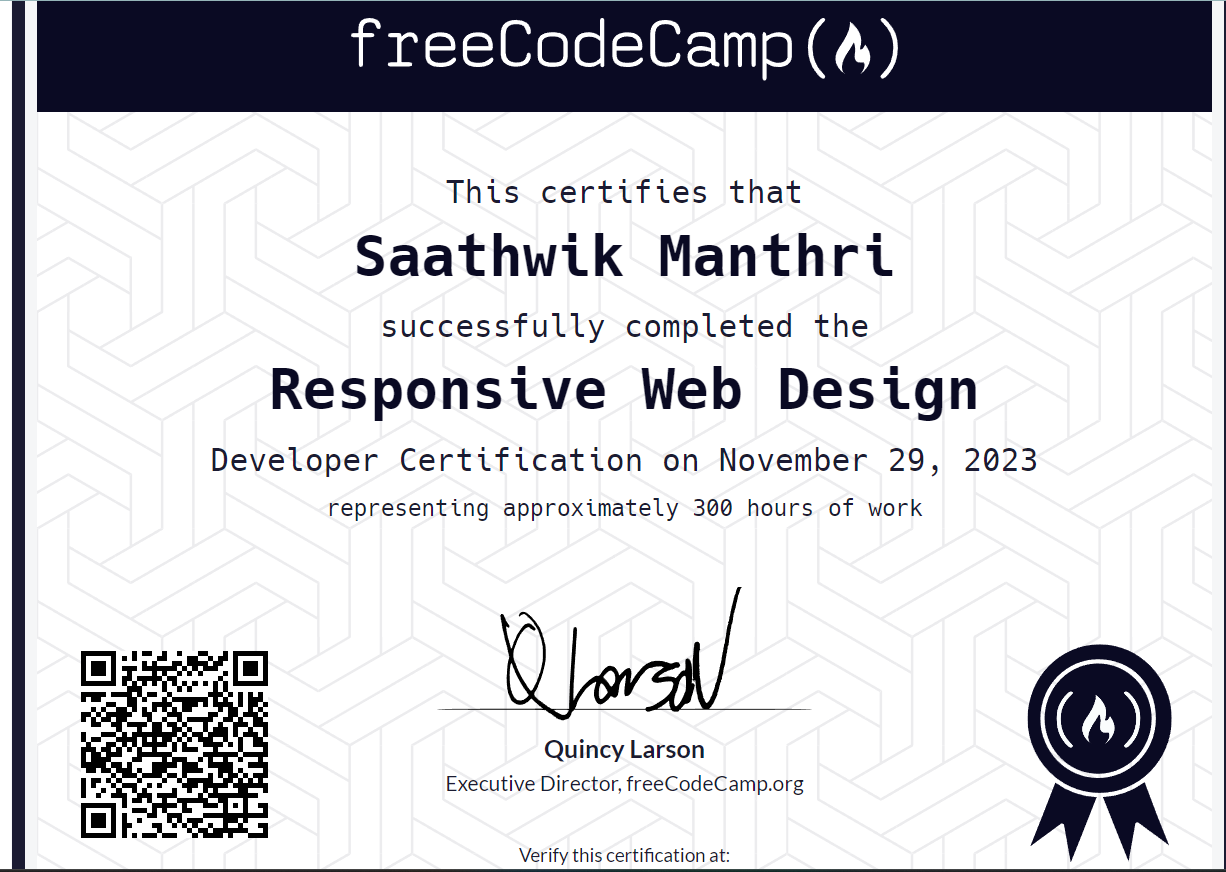 freeCodeCamp
This certifies that
Saathwik Manthri
successfully completed the
Responsive Web Design
Developer Certification on November 29, 2023
representing approximately 300 hours of work
Quincy Larson
Executive Director, freeCodeCamp.org
Verify this certification at: